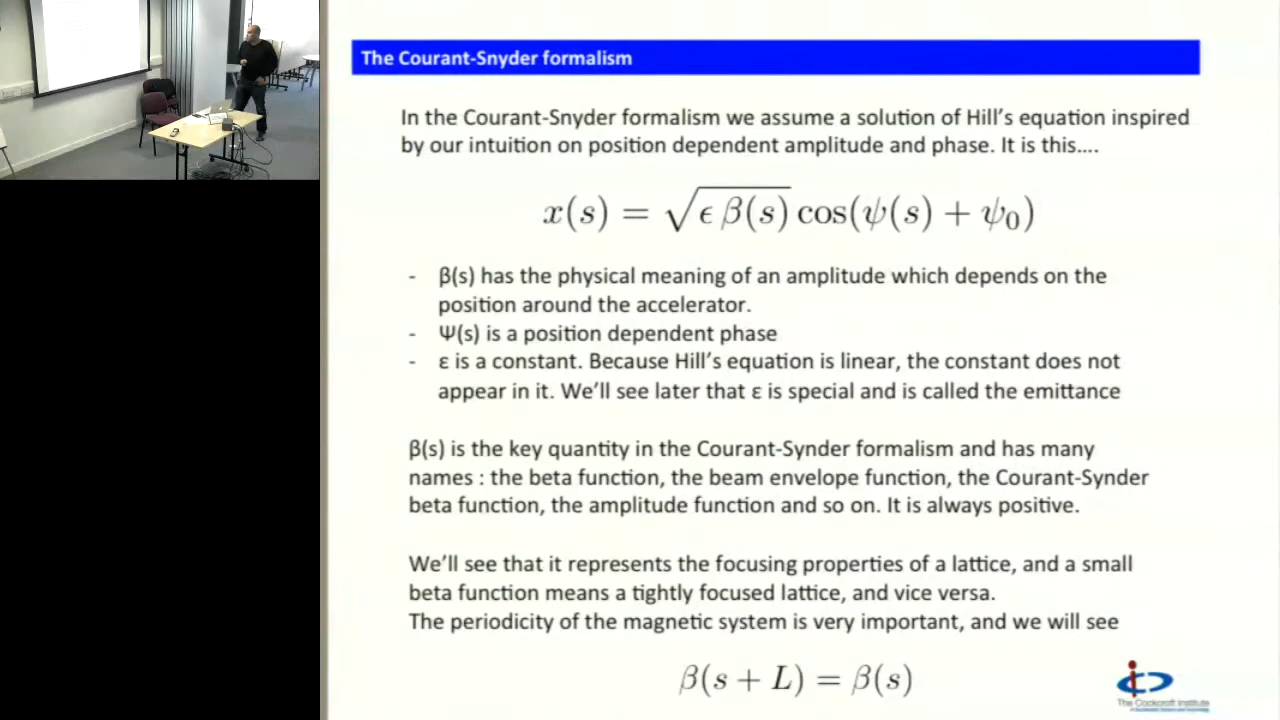 The Courant-Snyder formalism
In the Courant-Snyder formalism we assume a solution of Hill's equation inspired
by our intuition on position dependent amplitude and phase. It is this....
x(s) = √(ϵ β(s)) cos(ψ(s) + ψ₀)
- β(s) has the physical meaning of an amplitude which depends on the
position around the accelerator.
- Ψ(s) is a position dependent phase
- ε is a constant. Because Hill's equation is linear, the constant does not
appear in it. We'll see later that ε is special and is called the emittance
β(s) is the key quantity in the Courant-Synder formalism and has many
names : the beta function, the beam envelope function, the Courant-Synder
beta function, the amplitude function and so on. It is always positive.
We'll see that it represents the focusing properties of a lattice, and a small
beta function means a tightly focused lattice, and vice versa.
The periodicity of the magnetic system is very important, and we will see
β(s + L) = β(s)
The Cockcroft Institute